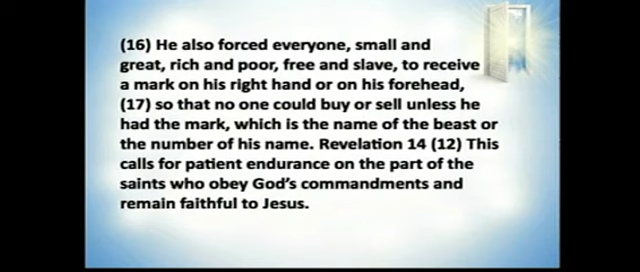 (16) He also forced everyone, small and
great, rich and poor, free and slave, to receive
a mark on his right hand or on his forehead,
(17) so that no one could buy or sell unless he
had the mark, which is the name of the beast or
the number of his name. Revelation 14 (12) This
calls for patient endurance on the part of the
saints who obey God's commandments and
remain faithful to Jesus.